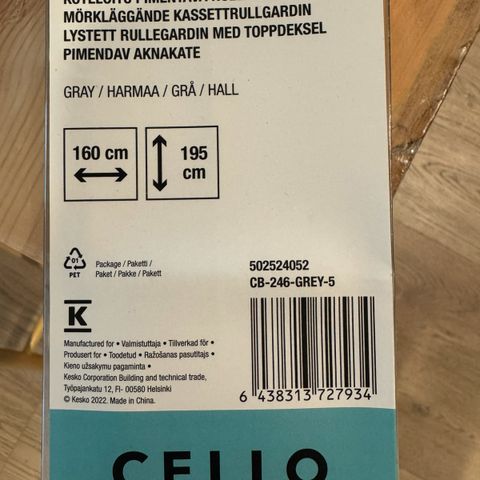 MÖRKLÄGGÄNDE KASSETTRULLGARDIN
LYSTETT RULLEGARDIN MED TOPPDEKSEL
PIMENDAV AKNAKATE
GRAY / HARMAA / GRÅ / HALL
160 cm
195 cm
01
PET
Package / Paketti /
Paket / Pakke / Pakett
502524052
CB-246-GREY-5
K
Manufactured for • Valmistuttaja • Tillverkad för •
Produsert for • Toodetud • Ražošanas pasūtītajs •
Kieno užsakymu pagaminta •
Kesko Corporation Building and technical trade,
Työpajankatu 12, FI- 00580 Helsinki
© Kesko 2022. Made in China.
6 438313 727934
CELLO